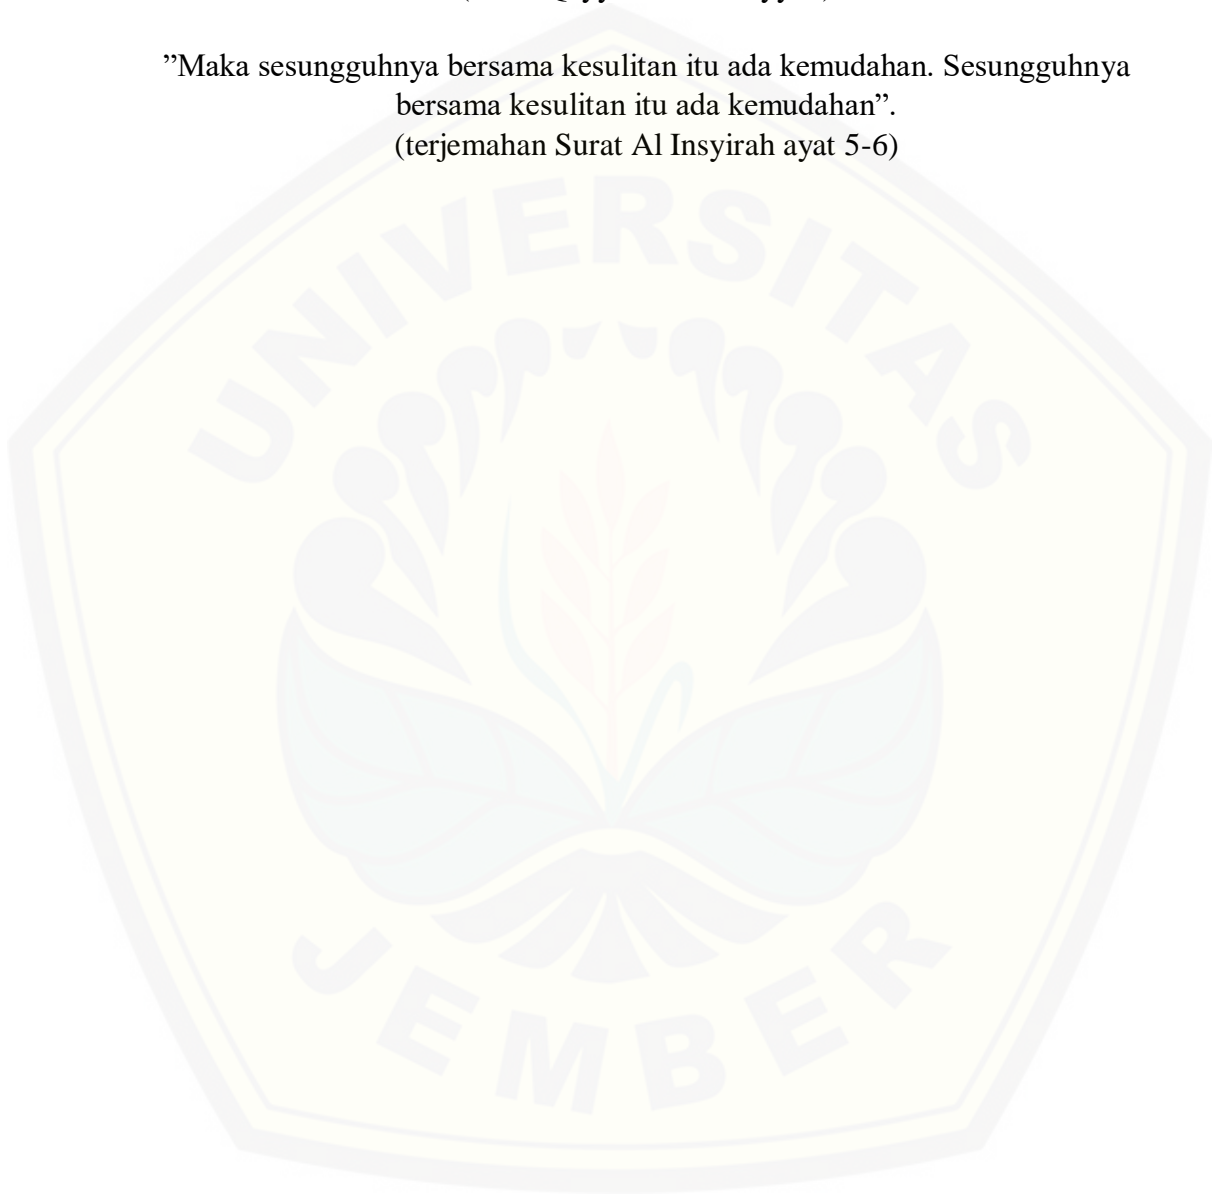 ”Maka sesungguhnya bersama kesulitan itu ada kemudahan. Sesungguhnya
bersama kesulitan itu ada kemudahan”.
(terjemahan Surat Al Insyirah ayat 5-6)
UNIVERSITAS
JEMBER